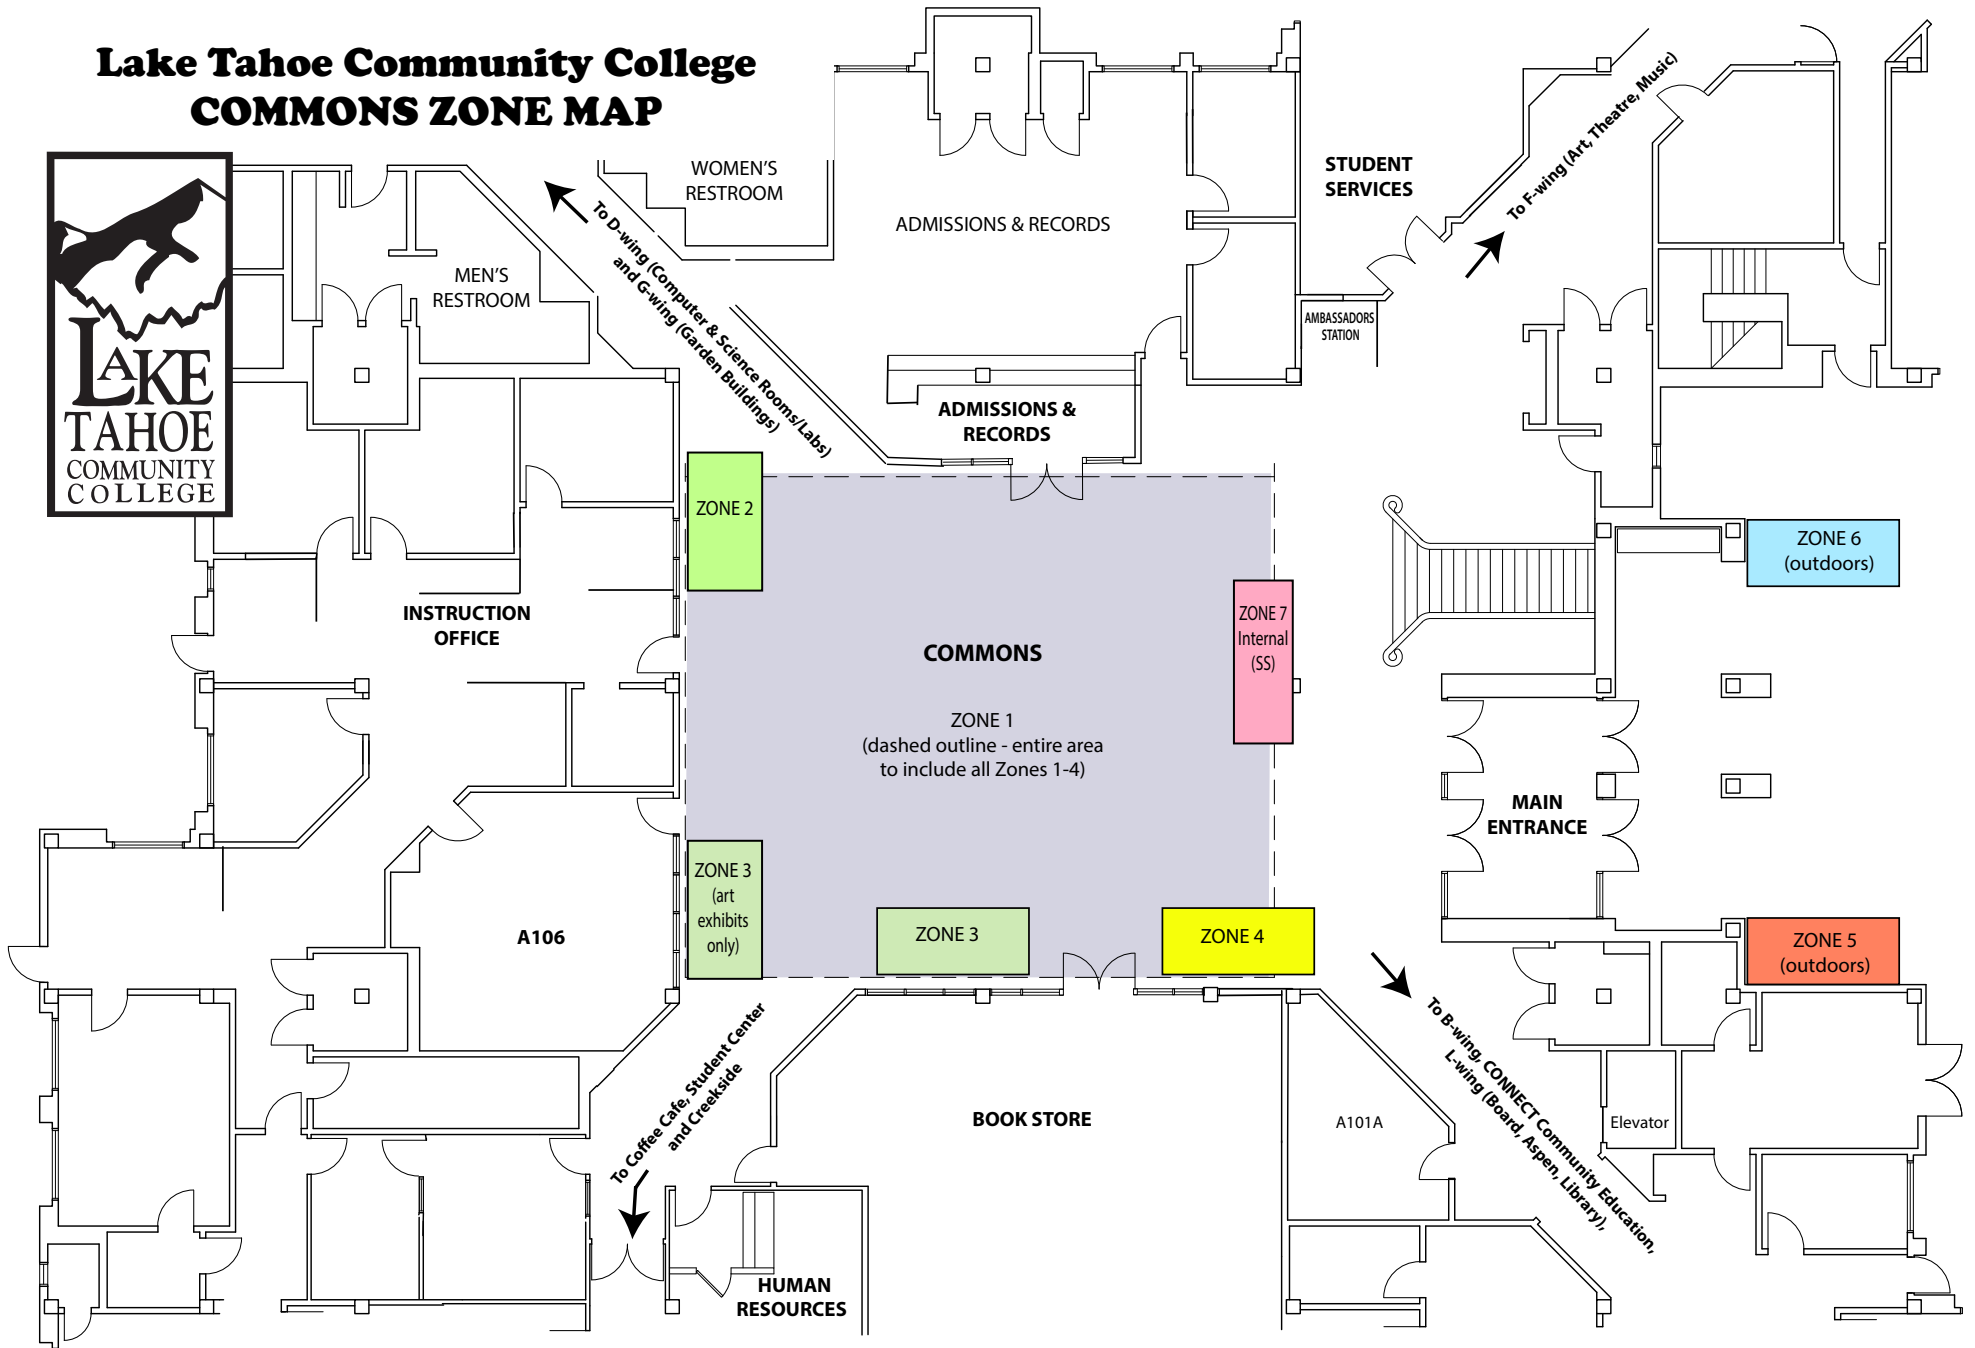 Lake Tahoe Community College
COMMONS ZONE MAP
LAKE
TAHOE
COMMUNITY
COLLEGE
WOMEN'S
RESTROOM
ADMISSIONS & RECORDS
STUDENT
SERVICES
To F-wing (Art, Theatre, Music)
MEN'S
RESTROOM
To D-wing (Computer & Science Rooms/Labs)
and G-wing (Garden Buildings)
AMBASSADORS
STATION
ADMISSIONS &
RECORDS
ZONE 2
ZONE 6
(outdoors)
INSTRUCTION
OFFICE
COMMONS
ZONE 7
Internal
(SS)
ZONE 1
(dashed outline - entire area
to include all Zones 1-4)
MAIN
ENTRANCE
ZONE 3
(art
exhibits
only)
A106
ZONE 3
ZONE 4
ZONE 5
(outdoors)
To Coffee Cafe, Student Center
and Creekside
BOOK STORE
A101A
To B-wing, CONNECT Community Education,
L-wing (Board, Aspen, Library),
Elevator
HUMAN
RESOURCES